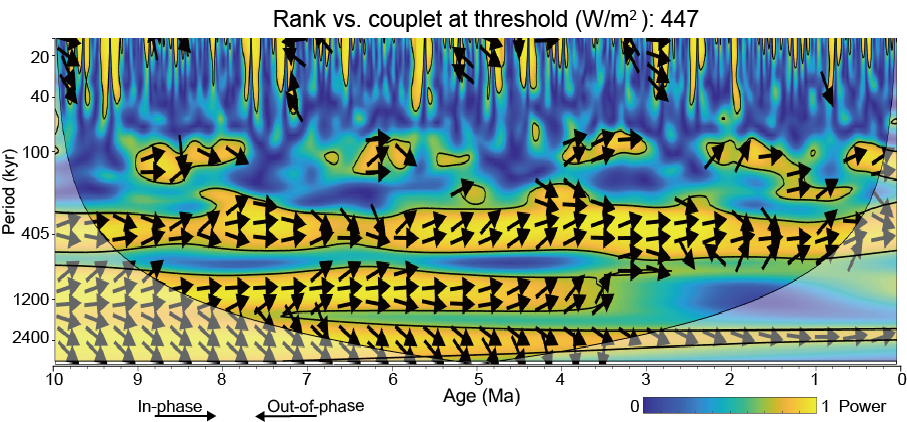 Rank vs. couplet at threshold (W/m²): 447
Period (kyr)
20
40
100
405
1200
2400
10 9 8 7 6 5 4 3 2 1 0
Age (Ma)
In-phase Out-of-phase
0 1 Power